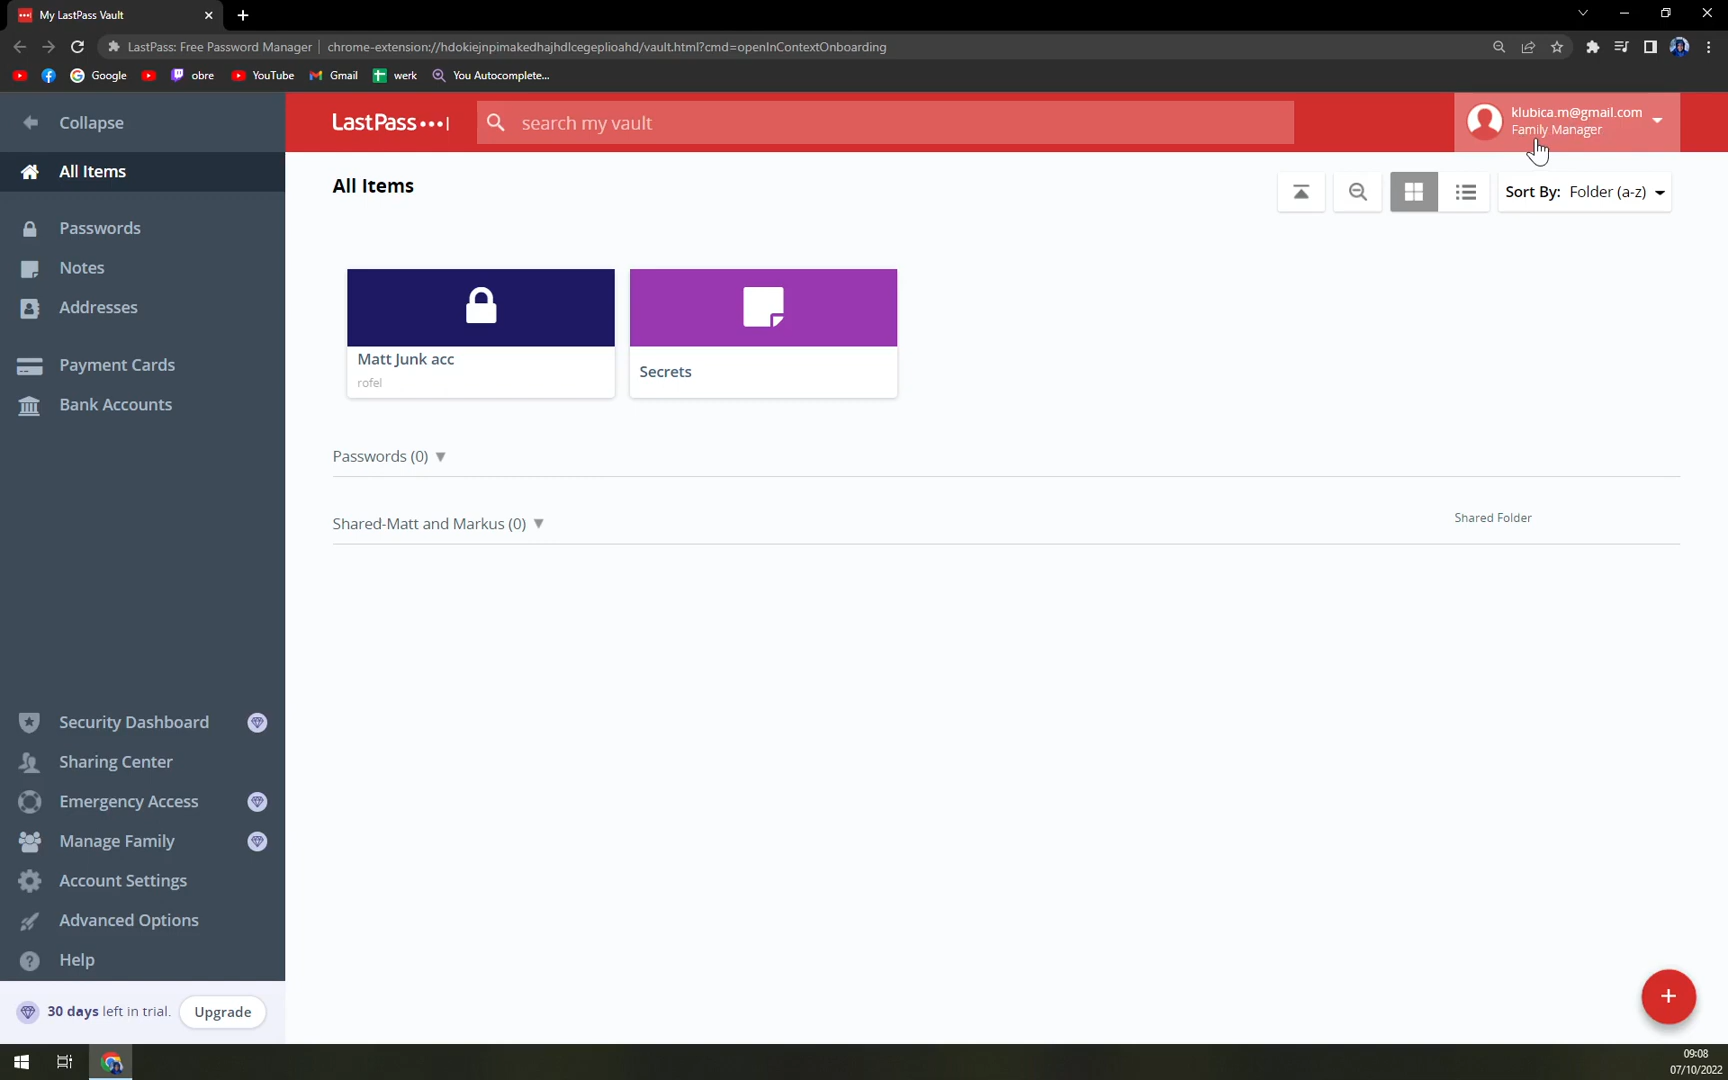 My LastPass Vault
LastPass: Free Password Manager | chrome-extension://hdokiejnpimakedhajhdlcegeplioahd/vault.html?cmd=openInContextOnboarding
Google
obre
YouTube
Gmail
werk
You Autocomplete...
Collapse
LastPass
search my vault
klubica.m@gmail.com
Family Manager
All Items
All Items
Sort By: Folder (a-z)
Passwords
Notes
Addresses
Payment Cards
Bank Accounts
Matt Junk acc
rofel
Secrets
Passwords (0)
Shared-Matt and Markus (0)
Shared Folder
Security Dashboard
Sharing Center
Emergency Access
Manage Family
Account Settings
Advanced Options
Help
30 days left in trial.
Upgrade
09:08
07/10/2022